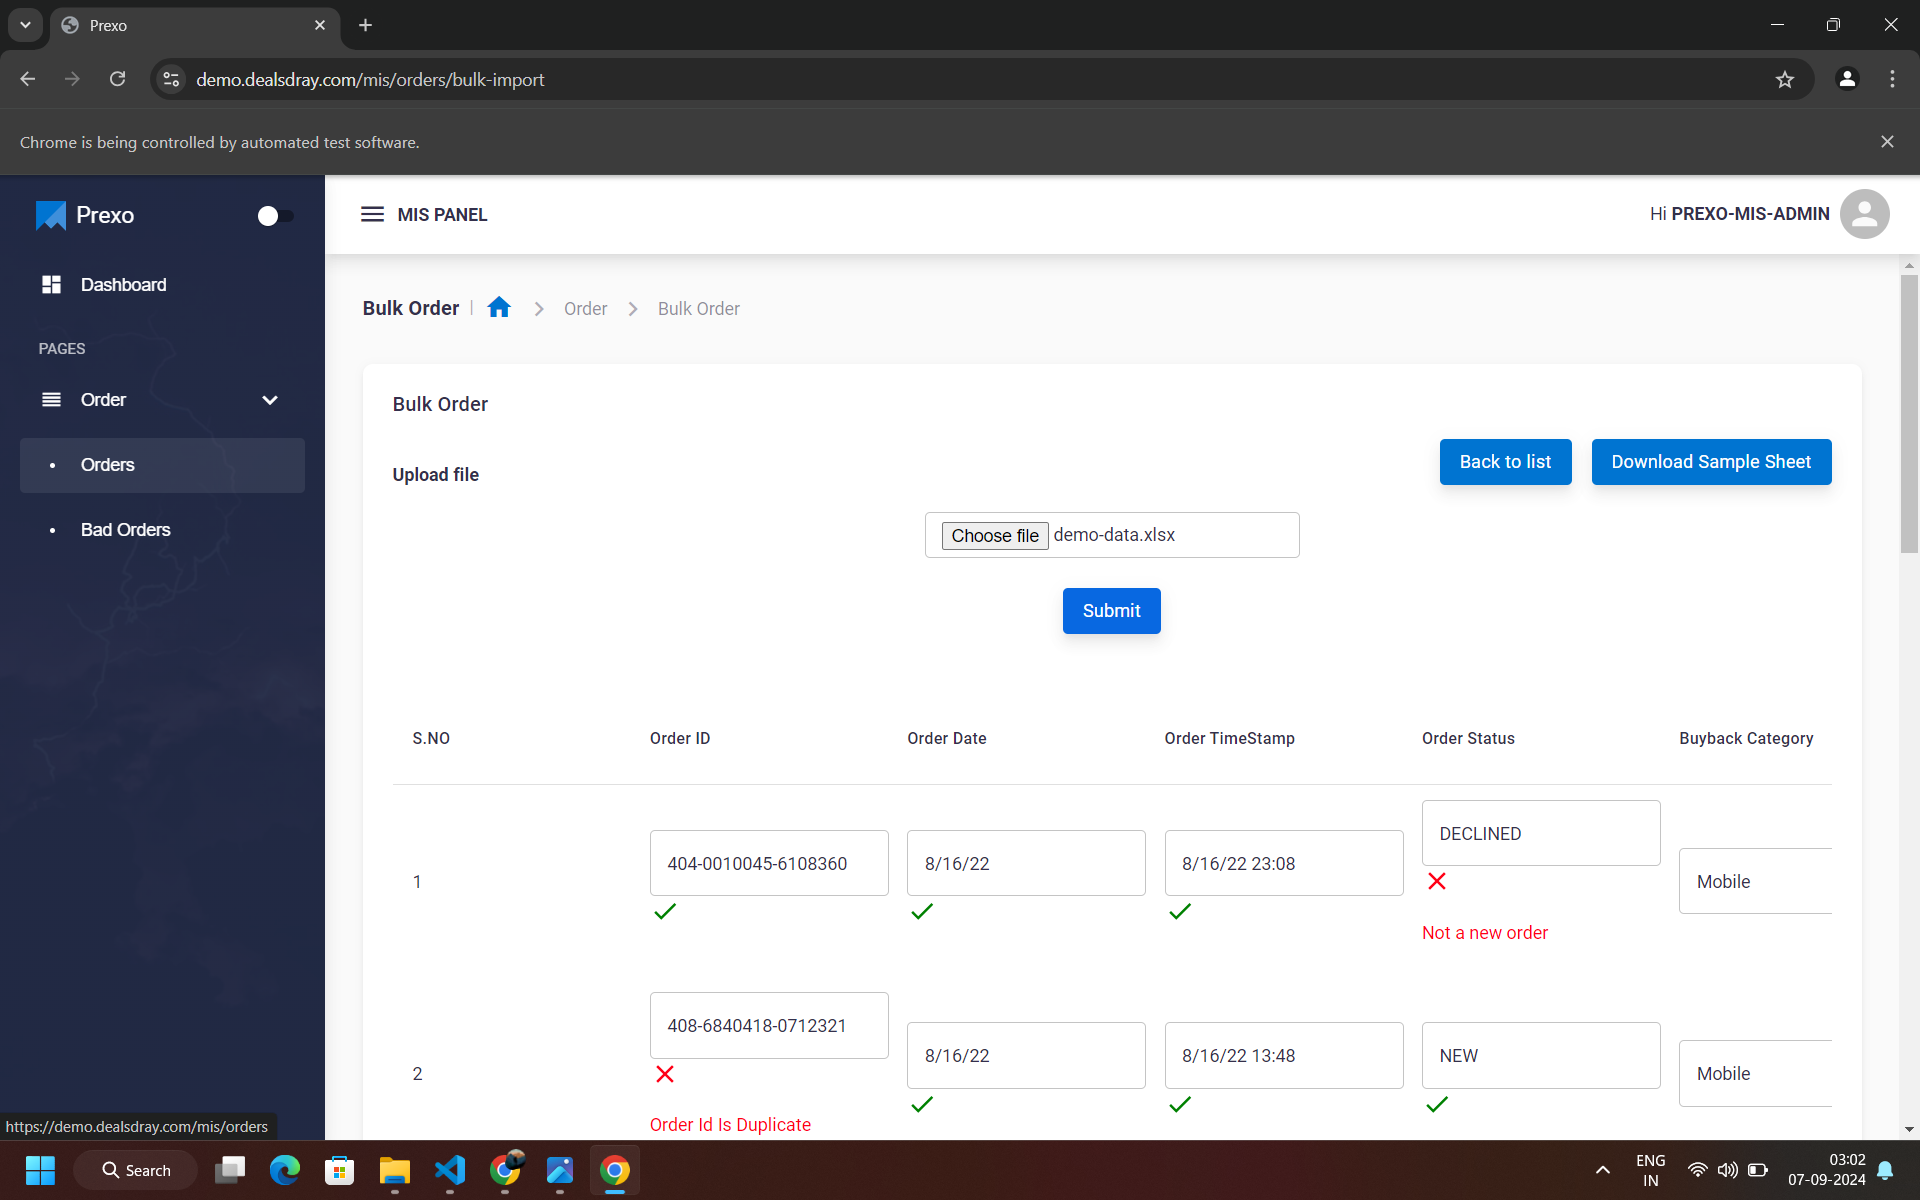 Prexo
demo.dealsdray.com/mis/orders/bulk-import
Chrome is being controlled by automated test software.
Prexo
MIS PANEL
Hi PREXO-MIS-ADMIN
Dashboard
PAGES
Order
Orders
Bad Orders
Bulk Order | Order Bulk Order
Bulk Order
Upload file
Back to list
Download Sample Sheet
Choose file demo-data.xlsx
Submit
S.NO Order ID Order Date Order TimeStamp Order Status Buyback Category
1 404-0010045-6108360 8/16/22 8/16/22 23:08 DECLINED Mobile
Not a new order
2 408-6840418-0712321 8/16/22 8/16/22 13:48 NEW Mobile
Order Id Is Duplicate
https://demo.dealsdray.com/mis/orders
Search
ENG
IN
03:02
07-09-2024